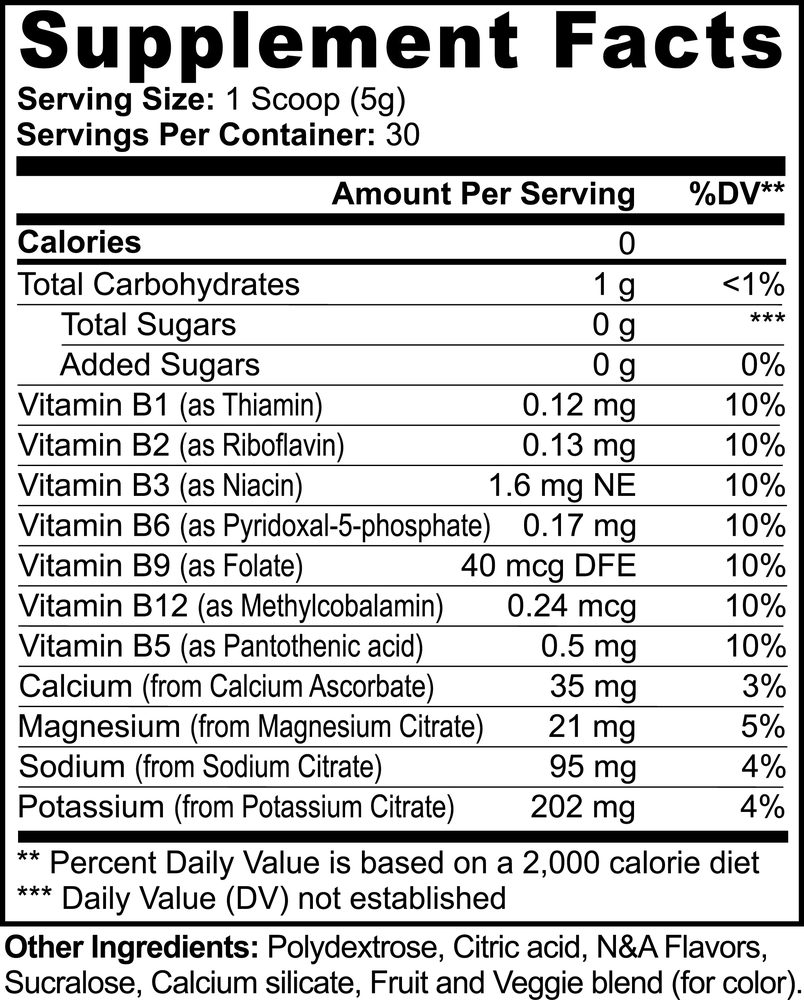 Supplement Facts
Serving Size: 1 Scoop (5g)
Servings Per Container: 30
Amount Per Serving %DV**
Calories 0
Total Carbohydrates 1 g <1%
Total Sugars 0 g ***
Added Sugars 0 g 0%
Vitamin B1 (as Thiamin) 0.12 mg 10%
Vitamin B2 (as Riboflavin) 0.13 mg 10%
Vitamin B3 (as Niacin) 1.6 mg NE 10%
Vitamin B6 (as Pyridoxal-5-phosphate) 0.17 mg 10%
Vitamin B9 (as Folate) 40 mcg DFE 10%
Vitamin B12 (as Methylcobalamin) 0.24 mcg 10%
Vitamin B5 (as Pantothenic acid) 0.5 mg 10%
Calcium (from Calcium Ascorbate) 35 mg 3%
Magnesium (from Magnesium Citrate) 21 mg 5%
Sodium (from Sodium Citrate) 95 mg 4%
Potassium (from Potassium Citrate) 202 mg 4%
** Percent Daily Value is based on a 2,000 calorie diet
*** Daily Value (DV) not established
Other Ingredients: Polydextrose, Citric acid, N&A Flavors,
Sucralose, Calcium silicate, Fruit and Veggie blend (for color).